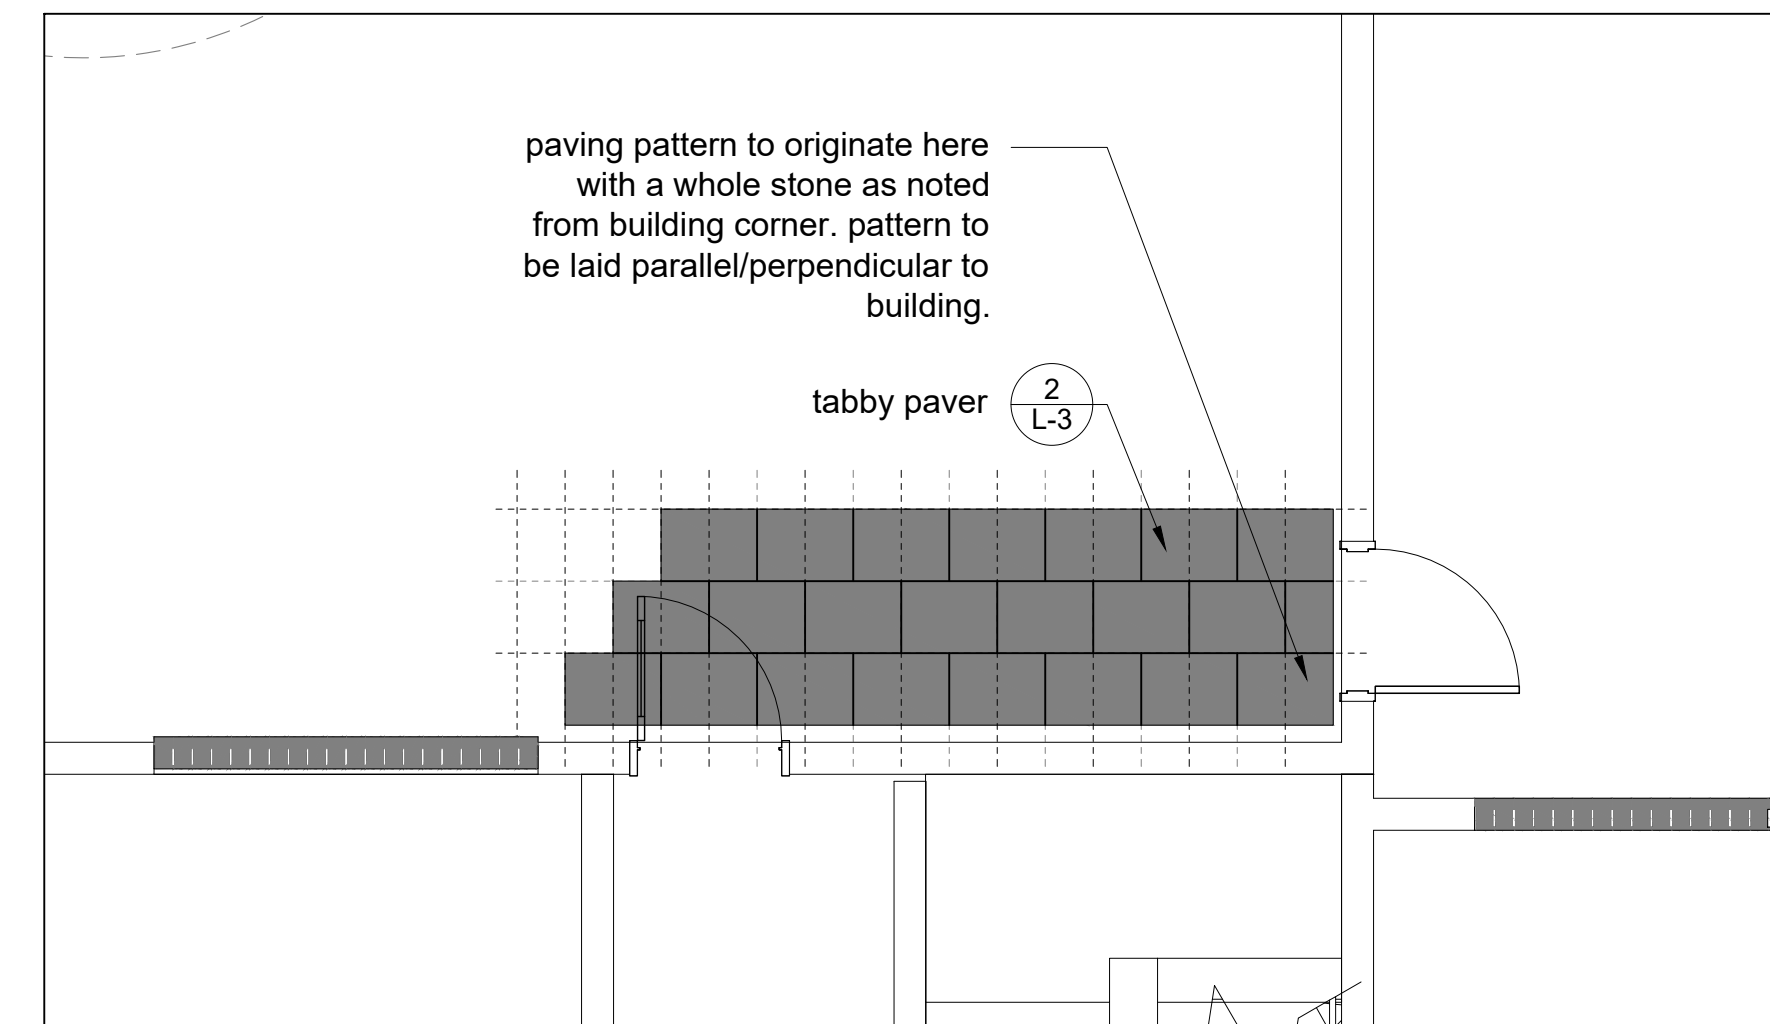 paving pattern to originate here
with a whole stone as noted
from building corner. pattern to
be laid parallel/perpendicular to
building.
tabby paver
2
L-3